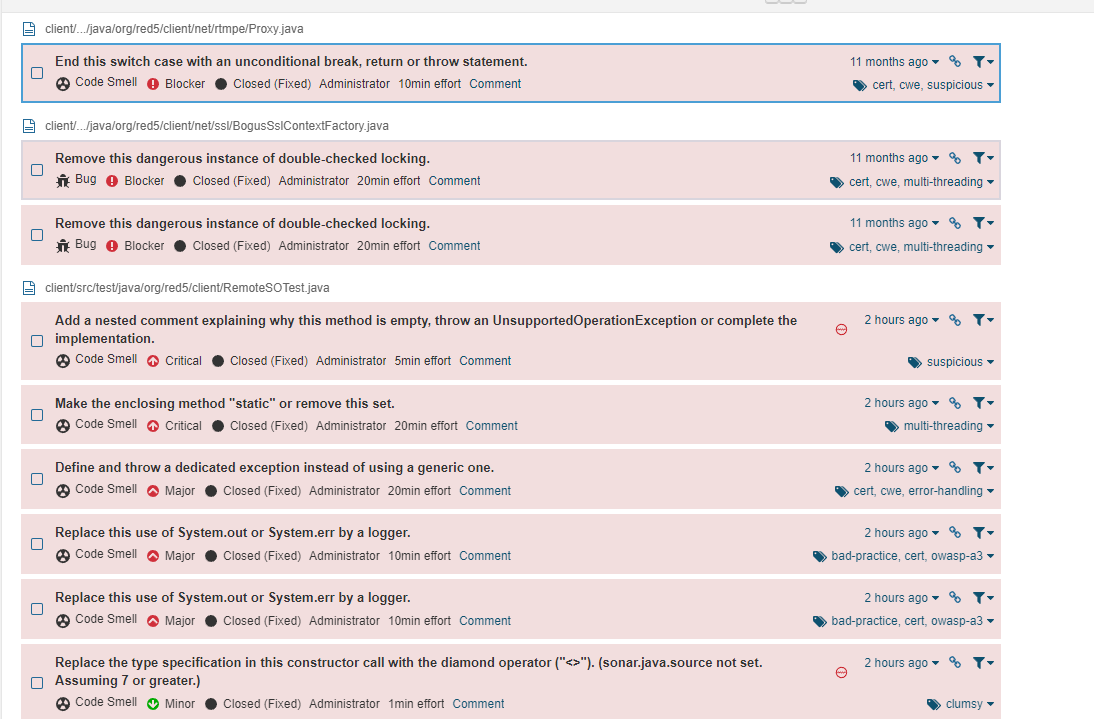 client/.../java/org/red5/client/net/rtmpe/Proxy.java
End this switch case with an unconditional break, return or throw statement. 11 months ago
Code Smell Blocker Closed (Fixed) Administrator 10min effort Comment cert, cwe, suspicious
client/.../java/org/red5/client/net/ssl/BogusSslContextFactory.java
Remove this dangerous instance of double-checked locking. 11 months ago
Bug Blocker Closed (Fixed) Administrator 20min effort Comment cert, cwe, multi-threading
Remove this dangerous instance of double-checked locking. 11 months ago
Bug Blocker Closed (Fixed) Administrator 20min effort Comment cert, cwe, multi-threading
client/src/test/java/org/red5/client/RemoteSOTest.java
Add a nested comment explaining why this method is empty, throw an UnsupportedOperationException or complete the 2 hours ago
implementation.
Code Smell Critical Closed (Fixed) Administrator 5min effort Comment suspicious
Make the enclosing method "static" or remove this set. 2 hours ago
Code Smell Critical Closed (Fixed) Administrator 20min effort Comment multi-threading
Define and throw a dedicated exception instead of using a generic one. 2 hours ago
Code Smell Major Closed (Fixed) Administrator 20min effort Comment cert, cwe, error-handling
Replace this use of System.out or System.err by a logger. 2 hours ago
Code Smell Major Closed (Fixed) Administrator 10min effort Comment bad-practice, cert, owasp-a3
Replace this use of System.out or System.err by a logger. 2 hours ago
Code Smell Major Closed (Fixed) Administrator 10min effort Comment bad-practice, cert, owasp-a3
Replace the type specification in this constructor call with the diamond operator ("<>"). (sonar.java.source not set. 2 hours ago
Assuming 7 or greater.)
Code Smell Minor Closed (Fixed) Administrator 1min effort Comment clumsy